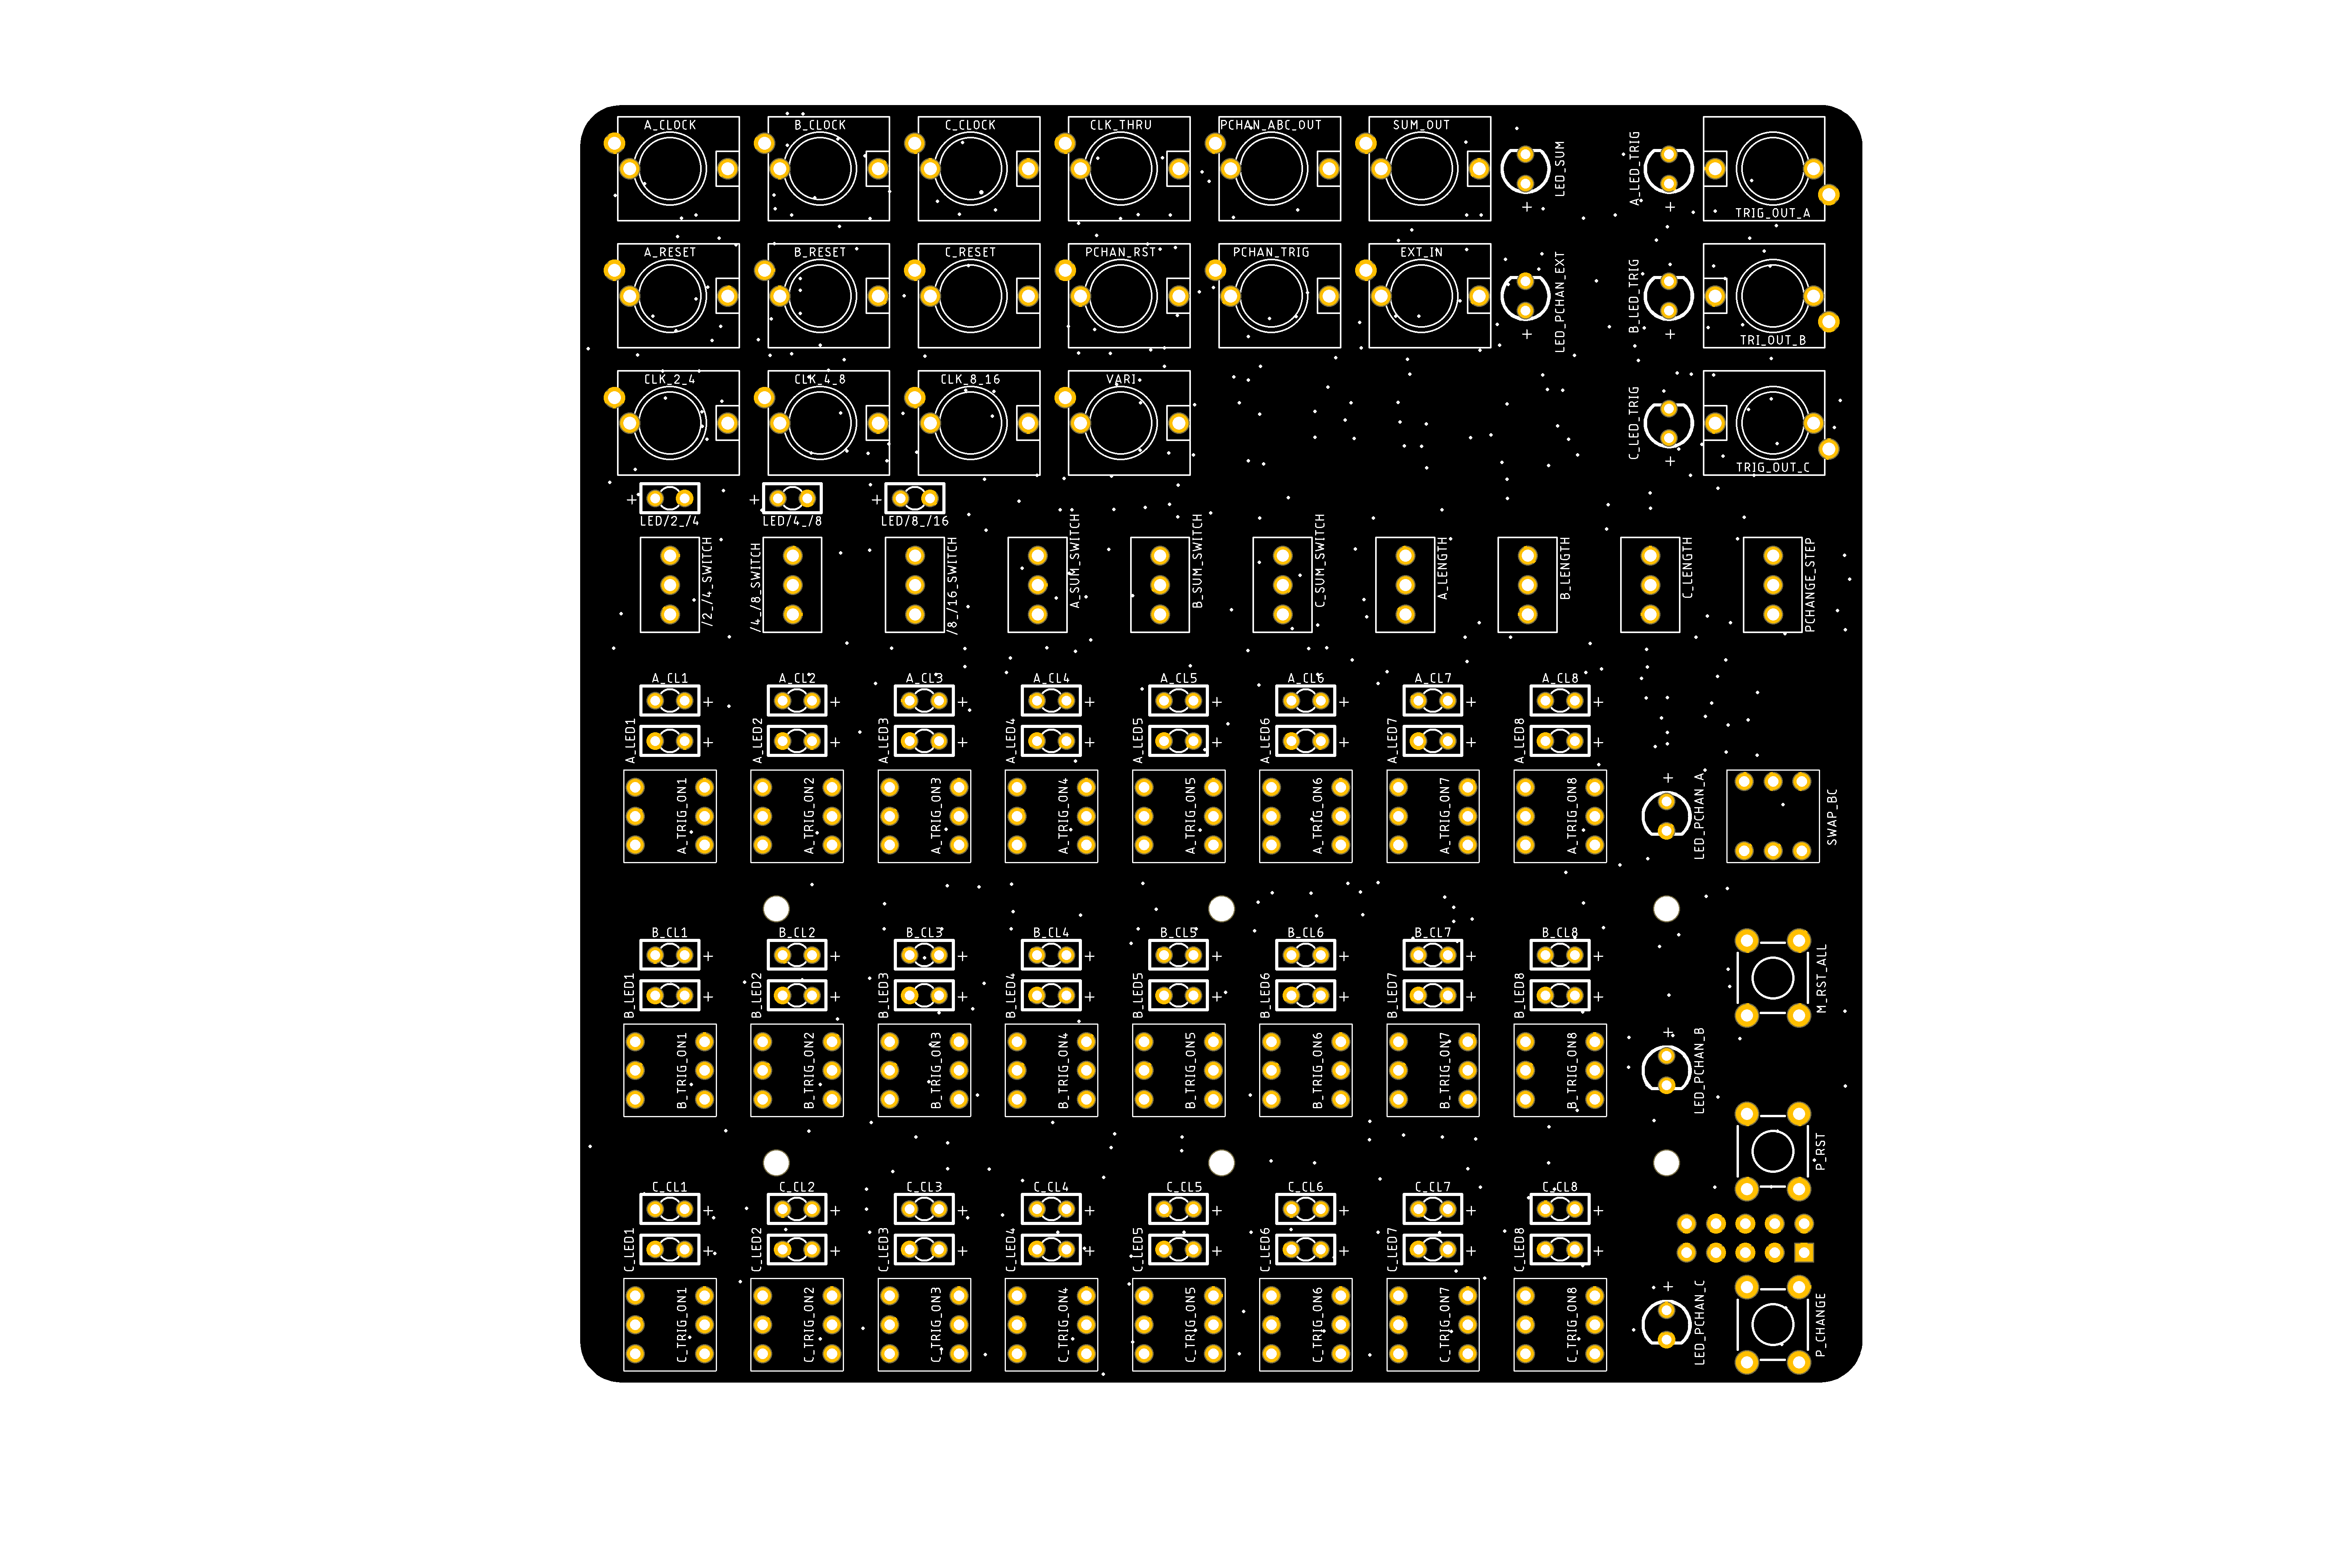 A_CLOCK
B_CLOCK
C_CLOCK
CLK_THRU
PCHAN_ABC_OUT
SUM_OUT
LED_SUM
A_LED_TRIG
TRIG_OUT_A
A_RESET
B_RESET
C_RESET
PCHAN_RST
PCHAN_TRIG
EXT_IN
LED_PCHAN_EXT
B_LED_TRIG
TRI_OUT_B
CLK_2_4
CLK_4_8
CLK_8_16
VARI
C_LED_TRIG
TRIG_OUT_C
+
+
+
+
+
+
+
+
LED/2_/4
LED/4_/8
LED/8_/16
/2_/4_SWITCH
/4_/8_SWITCH
/8_/16_SWITCH
A_SUM_SWITCH
B_SUM_SWITCH
C_SUM_SWITCH
A_LENGTH
B_LENGTH
C_LENGTH
PCHANGE_STEP
A_CL1
A_CL2
A_CL3
A_CL4
A_CL5
A_CL6
A_CL7
A_CL8
+
+
+
+
+
+
+
+
A_LED1
A_LED2
A_LED3
A_LED4
A_LED5
A_LED6
A_LED7
A_LED8
+
+
+
+
+
+
+
+
A_TRIG_ON1
A_TRIG_ON2
A_TRIG_ON3
A_TRIG_ON4
A_TRIG_ON5
A_TRIG_ON6
A_TRIG_ON7
A_TRIG_ON8
+
LED_PCHAN_A
SWAP_BC
B_CL1
B_CL2
B_CL3
B_CL4
B_CL5
B_CL6
B_CL7
B_CL8
+
+
+
+
+
+
+
+
M_RST_ALL
B_LED1
B_LED2
B_LED3
B_LED4
B_LED5
B_LED6
B_LED7
B_LED8
+
+
+
+
+
+
+
+
B_TRIG_ON1
B_TRIG_ON2
B_TRIG_ON3
B_TRIG_ON4
B_TRIG_ON5
B_TRIG_ON6
B_TRIG_ON7
B_TRIG_ON8
+
LED_PCHAN_B
P_RST
C_CL1
C_CL2
C_CL3
C_CL4
C_CL5
C_CL6
C_CL7
C_CL8
+
+
+
+
+
+
+
+
C_LED1
C_LED2
C_LED3
C_LED4
C_LED5
C_LED6
C_LED7
C_LED8
+
+
+
+
+
+
+
+
C_TRIG_ON1
C_TRIG_ON2
C_TRIG_ON3
C_TRIG_ON4
C_TRIG_ON5
C_TRIG_ON6
C_TRIG_ON7
C_TRIG_ON8
+
LED_PCHAN_C
P_CHANGE